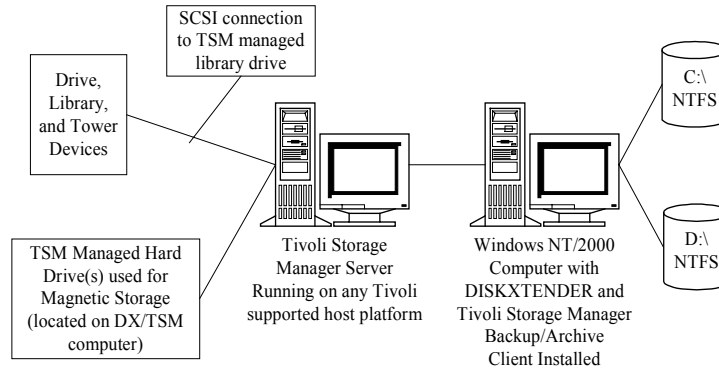 SCSI connection
to TSM managed
library drive
Drive,
Library,
and Tower
Devices
C:\
NTFS
TSM Managed Hard
Drive(s) used for
Magnetic Storage
(located on DX/TSM
computer)
Tivoli Storage
Manager Server
Running on any Tivoli
supported host platform
Windows NT/2000
Computer with
DISKXTENDER and
Tivoli Storage Manager
Backup/Archive
Client Installed
D:\
NTFS